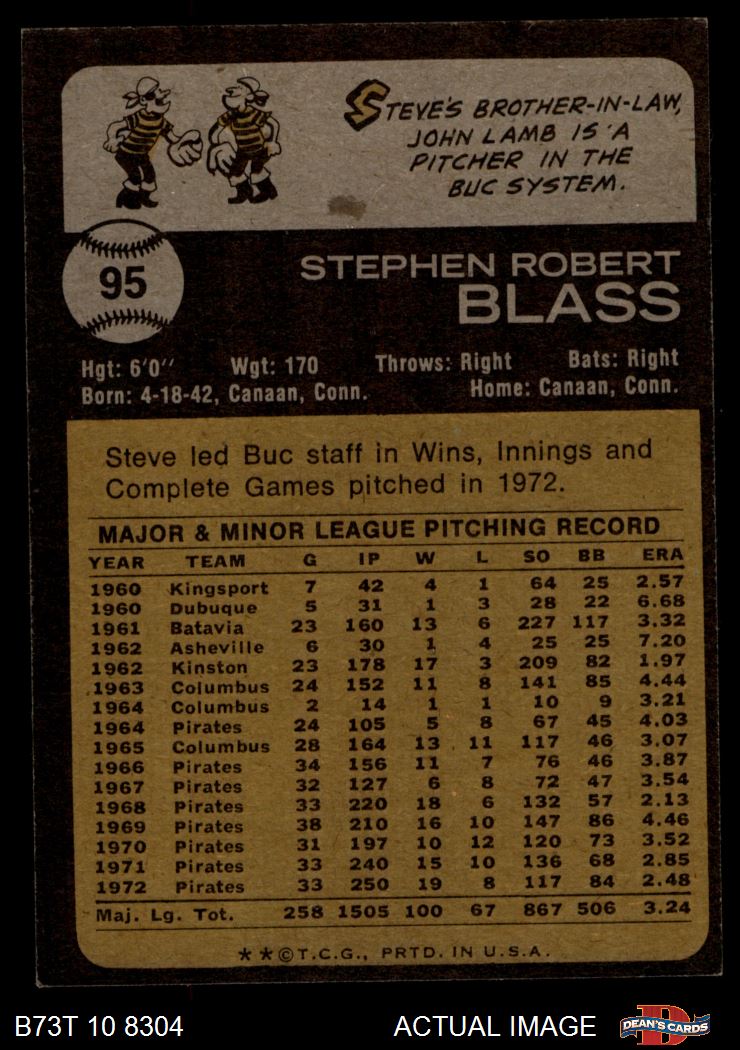 STEVE'S BROTHER-IN-LAW,
JOHN LAMB IS A
PITCHER IN THE
BUC SYSTEM.
95
STEPHEN ROBERT
BLASS
Hgt: 6'0" Wgt: 170 Throws: Right Bats: Right
Born: 4-18-42, Canaan, Conn. Home: Canaan, Conn.
Steve led Buc staff in Wins, Innings and
Complete Games pitched in 1972.
MAJOR & MINOR LEAGUE PITCHING RECORD
YEAR TEAM G IP W L SO BB ERA
1960 Kingsport 7 42 4 1 64 25 2.57
1960 Dubuque 5 31 1 3 28 22 6.68
1961 Batavia 23 160 13 6 227 117 3.32
1962 Asheville 6 30 1 4 25 25 7.20
1962 Kinston 23 178 17 3 209 82 1.97
1963 Columbus 24 152 11 8 141 85 4.44
1964 Columbus 2 14 1 1 10 9 3.21
1964 Pirates 24 105 5 8 67 45 4.03
1965 Columbus 28 164 13 11 117 46 3.07
1966 Pirates 34 156 11 7 76 46 3.87
1967 Pirates 32 127 6 8 72 47 3.54
1968 Pirates 33 220 18 6 132 57 2.13
1969 Pirates 38 210 16 10 147 86 4.46
1970 Pirates 31 197 10 12 120 73 3.52
1971 Pirates 33 240 15 10 136 68 2.85
1972 Pirates 33 250 19 8 117 84 2.48
Maj. Lg. Tot. 258 1505 100 67 867 506 3.24
**©T.C.G., PRTD. IN U.S.A.
B73T 10 8304 ACTUAL IMAGE D DEAN'S CARDS